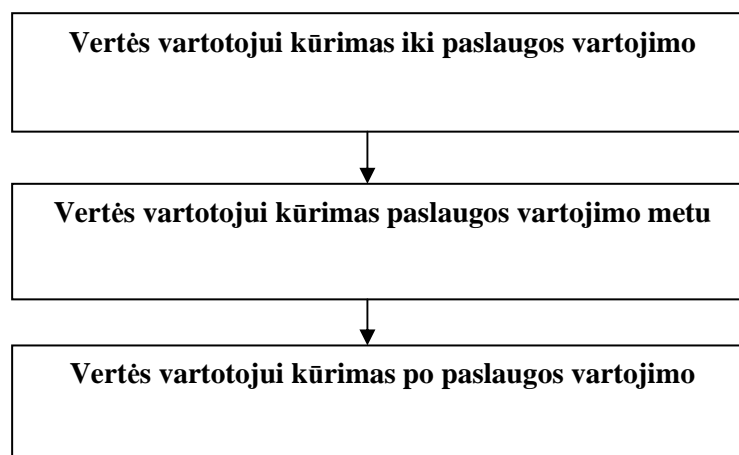 Vertės vartotojui kūrimas iki paslaugos vartojimo
Vertės vartotojui kūrimas paslaugos vartojimo metu
Vertės vartotojui kūrimas po paslaugos vartojimo